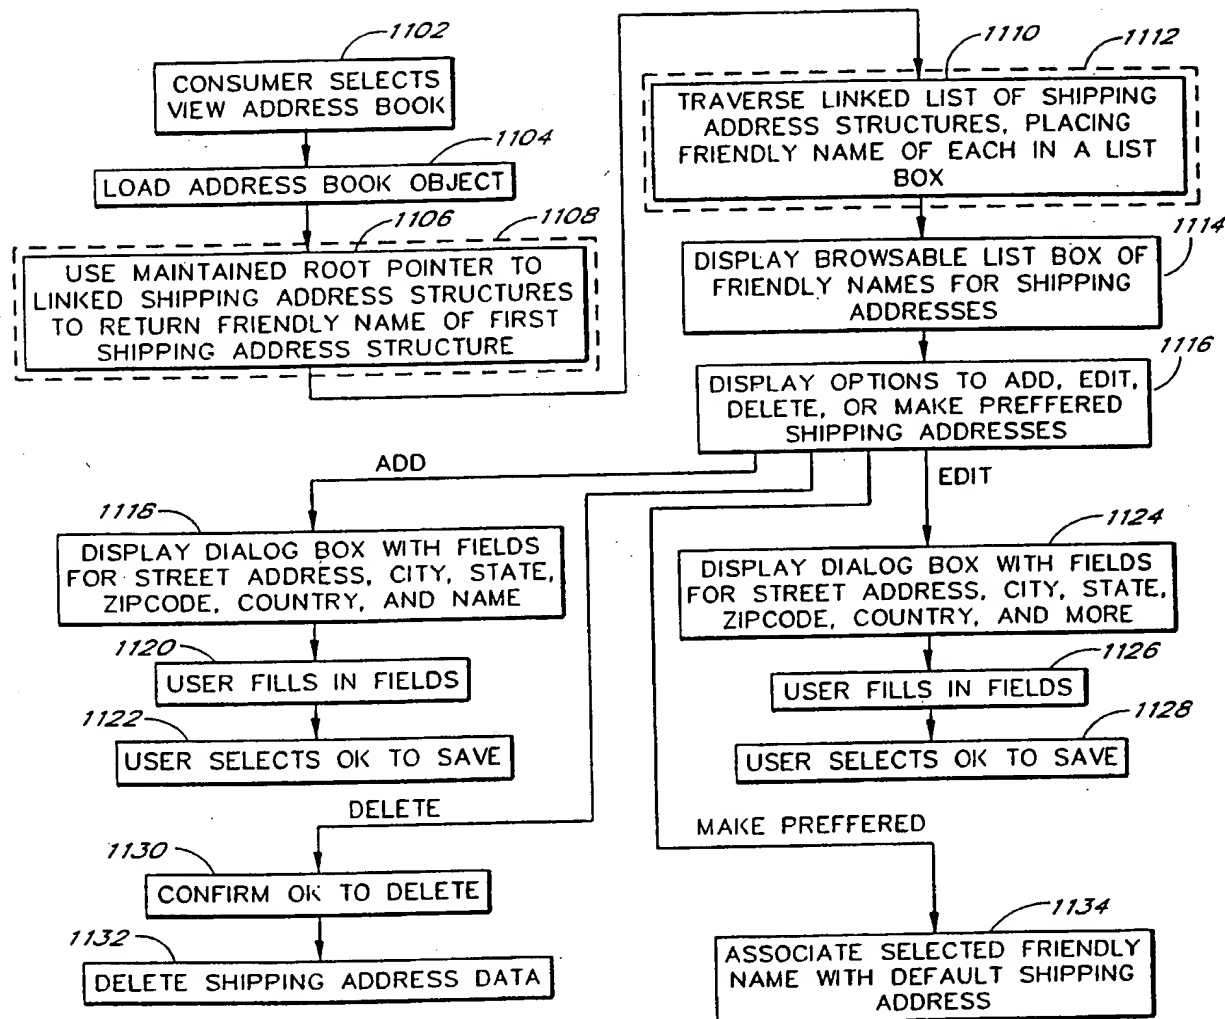 1102
CONSUMER SELECTS
VIEW ADDRESS BOOK
1104
LOAD ADDRESS BOOK OBJECT
1106
1108
USE MAINTAINED ROOT POINTER TO
LINKED SHIPPING ADDRESS STRUCTURES
TO RETURN FRIENDLY NAME OF FIRST
SHIPPING ADDRESS STRUCTURE
1110
1112
TRAVERSE LINKED LIST OF SHIPPING
ADDRESS STRUCTURES, PLACING
FRIENDLY NAME OF EACH IN A LIST
BOX
1114
DISPLAY BROWSABLE LIST BOX OF
FRIENDLY NAMES FOR SHIPPING
ADDRESSES
1116
DISPLAY OPTIONS TO ADD, EDIT,
DELETE, OR MAKE PREFFERED
SHIPPING ADDRESSES
ADD
EDIT
1118
DISPLAY DIALOG BOX WITH FIELDS
FOR STREET ADDRESS, CITY, STATE,
ZIPCODE, COUNTRY, AND NAME
1120
USER FILLS IN FIELDS
1122
USER SELECTS OK TO SAVE
1124
DISPLAY DIALOG BOX WITH FIELDS
FOR STREET ADDRESS, CITY, STATE,
ZIPCODE, COUNTRY, AND MORE
1126
USER FILLS IN FIELDS
1128
USER SELECTS OK TO SAVE
DELETE
1130
CONFIRM OK TO DELETE
1132
DELETE SHIPPING ADDRESS DATA
MAKE PREFFERED
1134
ASSOCIATE SELECTED FRIENDLY
NAME WITH DEFAULT SHIPPING
ADDRESS